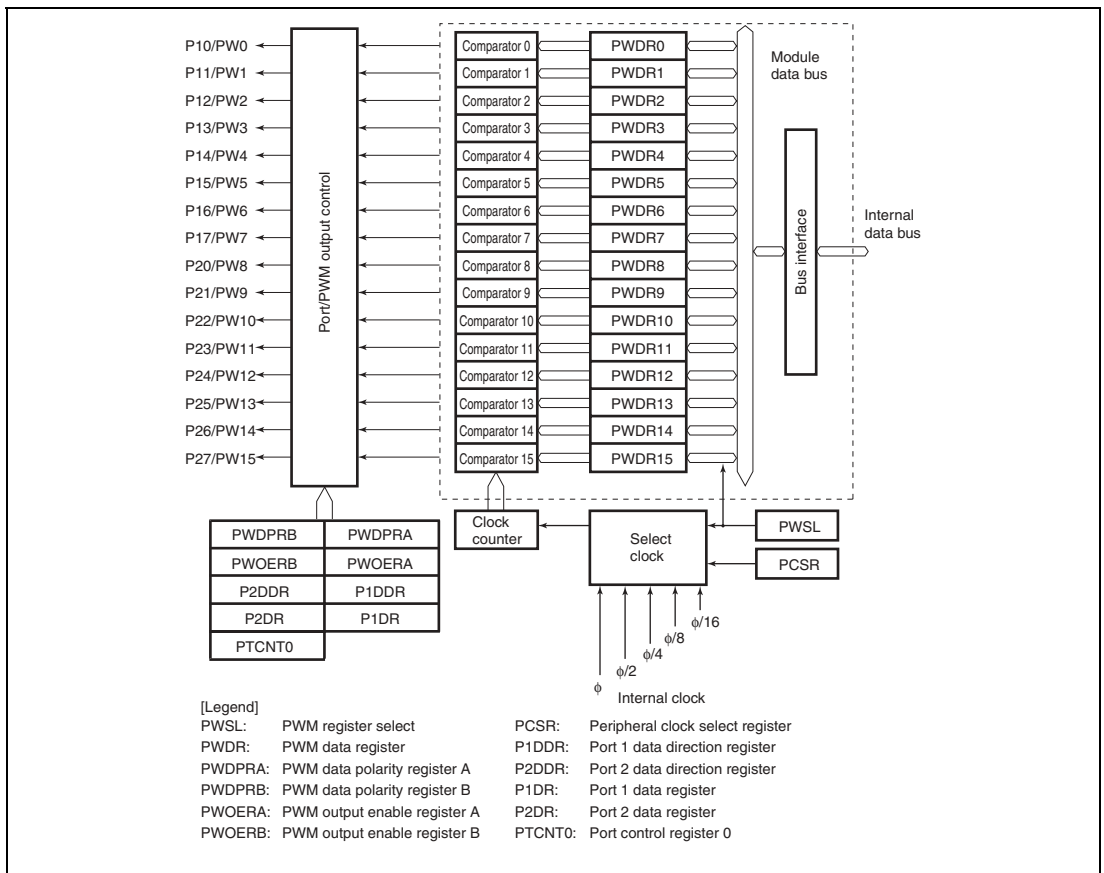 P10/PW0 Comparator 0 PWDR0
P11/PW1 Comparator 1 PWDR1
P12/PW2 Comparator 2 PWDR2
P13/PW3 Comparator 3 PWDR3
P14/PW4 Comparator 4 PWDR4
P15/PW5 Comparator 5 PWDR5
P16/PW6 Comparator 6 PWDR6
P17/PW7 Comparator 7 PWDR7
P20/PW8 Comparator 8 PWDR8
P21/PW9 Comparator 9 PWDR9
P22/PW10 Comparator 10 PWDR10
P23/PW11 Comparator 11 PWDR11
P24/PW12 Comparator 12 PWDR12
P25/PW13 Comparator 13 PWDR13
P26/PW14 Comparator 14 PWDR14
P27/PW15 Comparator 15 PWDR15
Port/PWM output control
Module
data bus
Bus interface
Internal
data bus
Clock
counter
Select
clock
PWSL
PCSR
PWDPRB PWDPRA
PWOERB PWOERA
P2DDR P1DDR
P2DR P1DR
PTCNT0
ϕ ϕ/2 ϕ/4 ϕ/8 ϕ/16
Internal clock
[Legend]
PWSL: PWM register select PCSR: Peripheral clock select register
PWDR: PWM data register P1DDR: Port 1 data direction register
PWDPRA: PWM data polarity register A P2DDR: Port 2 data direction register
PWDPRB: PWM data polarity register B P1DR: Port 1 data register
PWOERA: PWM output enable register A P2DR: Port 2 data register
PWOERB: PWM output enable register B PTCNT0: Port control register 0